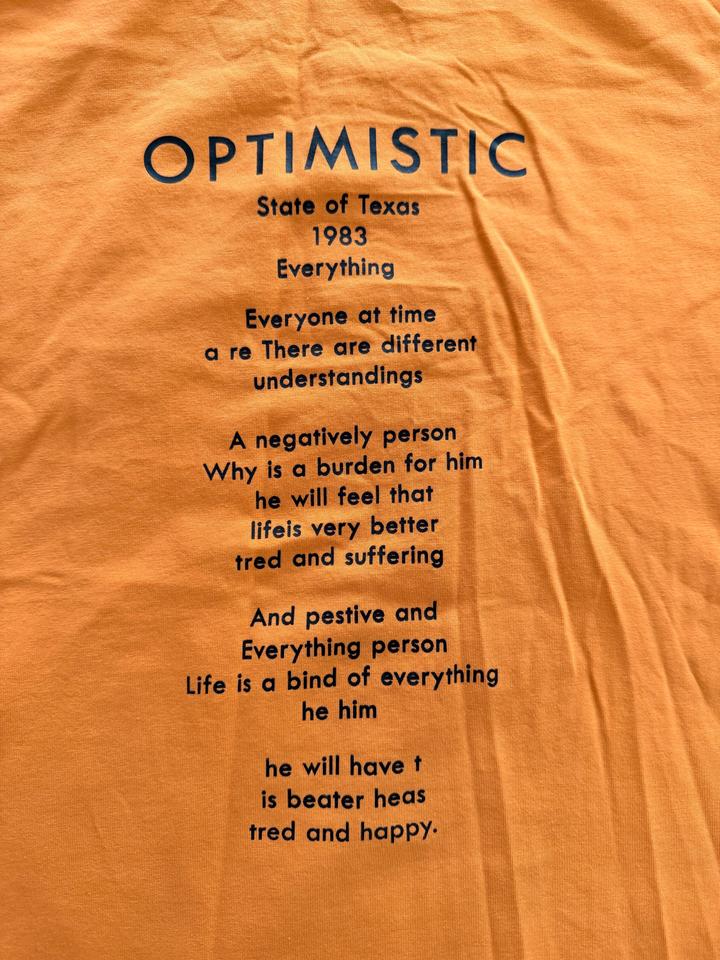 OPTIMISTIC
State of Texas
1983
Everything
Everyone at time
a re There are different
understandings
A negatively person
Why is a burden for him
he will feel that
lifeis very better
tred and suffering
And pestive and
Everything person
Life is a bind of everything
he him
he will have t
is beater heas
tred and happy.